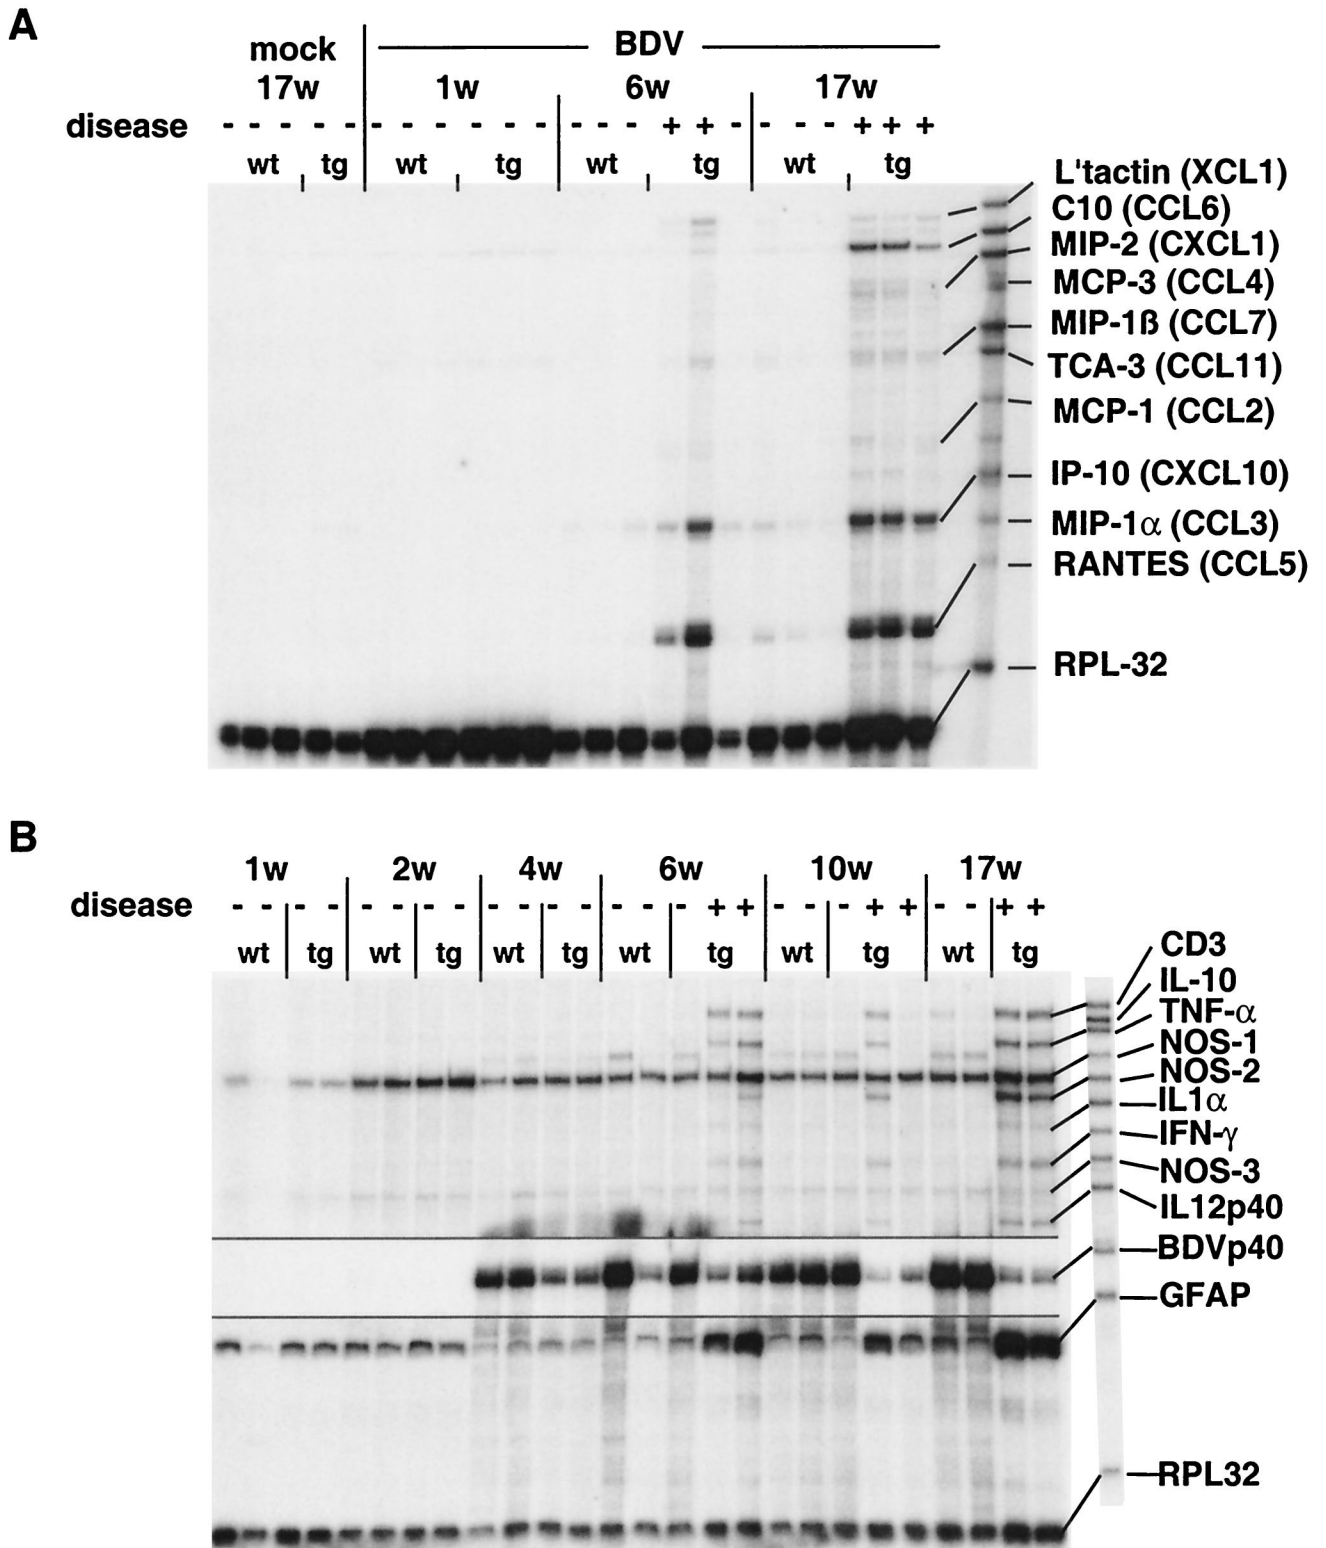 A
mock BDV
17w 1w 6w 17w
disease - - - - - - - - - - - - - - + + - - - - + + +
wt tg wt tg wt tg wt tg
L'tactin (XCL1)
C10 (CCL6)
MIP-2 (CXCL1)
MCP-3 (CCL4)
MIP-1ß (CCL7)
TCA-3 (CCL11)
MCP-1 (CCL2)
IP-10 (CXCL10)
MIP-1α (CCL3)
RANTES (CCL5)
RPL-32
B
1w 2w 4w 6w 10w 17w
disease - - - - - - - - - - - - - - - + + - - - + + - - + +
wt tg wt tg wt tg wt tg wt tg wt tg
CD3
IL-10
TNF-α
NOS-1
NOS-2
IL1α
IFN-γ
NOS-3
IL12p40
BDVp40
GFAP
RPL32